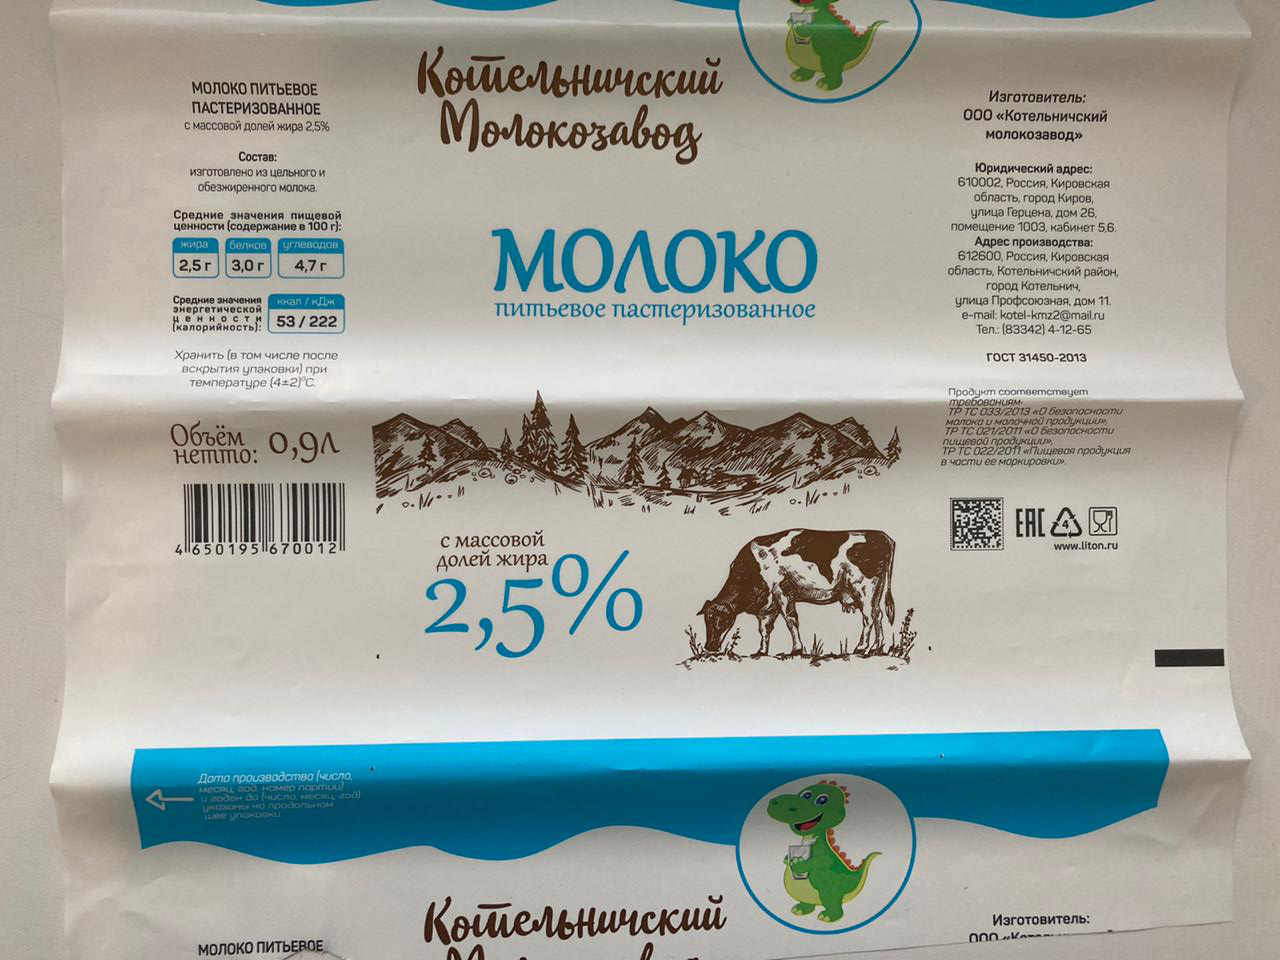 МОЛОКО ПИТЬЕВОЕ
ПАСТЕРИЗОВАННОЕ
с массовой долей жира 2,5%
Состав:
изготовлено из цельного и
обезжиренного молока.
Средние значения пищевой
ценности (содержание в 100 г):
жира белков углеводов
2,5 г 3,0 г 4,7 г
Средние значения
энергетической
ценности
(калорийность):
ккал / кДж
53 / 222
Хранить (в том числе после
вскрытия упаковки) при
температуре (4±2)°С.
Объём
нетто: 0,9л
4 650195 670012
Котельничский
Молокозавод
МОЛОКО
питьевое пастеризованное
с массовой
долей жира
2,5%
Изготовитель:
ООО «Котельничский
молокозавод»
Юридический адрес:
610002, Россия, Кировская
область, город Киров,
улица Герцена, дом 26,
помещение 1003, кабинет 5,6.
Адрес производства:
612600, Россия, Кировская
область, Котельничский район,
город Котельнич,
улица Профсоюзная, дом 11.
e-mail: kotel-kmz2@mail.ru
Тел.: (83342) 4-12-65
ГОСТ 31450-2013
Продукт соответствует
требованиям:
ТР ТС 033/2013 «О безопасности
молока и молочной продукции»,
ТР ТС 021/2011 «О безопасности
пищевой продукции»,
ТР ТС 022/2011 «Пищевая продукция
в части ее маркировки».
EAC 4
www.liton.ru
Дата производства (число,
месяц, год, номер партии)
и годен до (число, месяц, год)
указаны на продольном
шве упаковки
Котельничский
МОЛОКО ПИТЬЕВОЕ
Изготовитель:
ООО